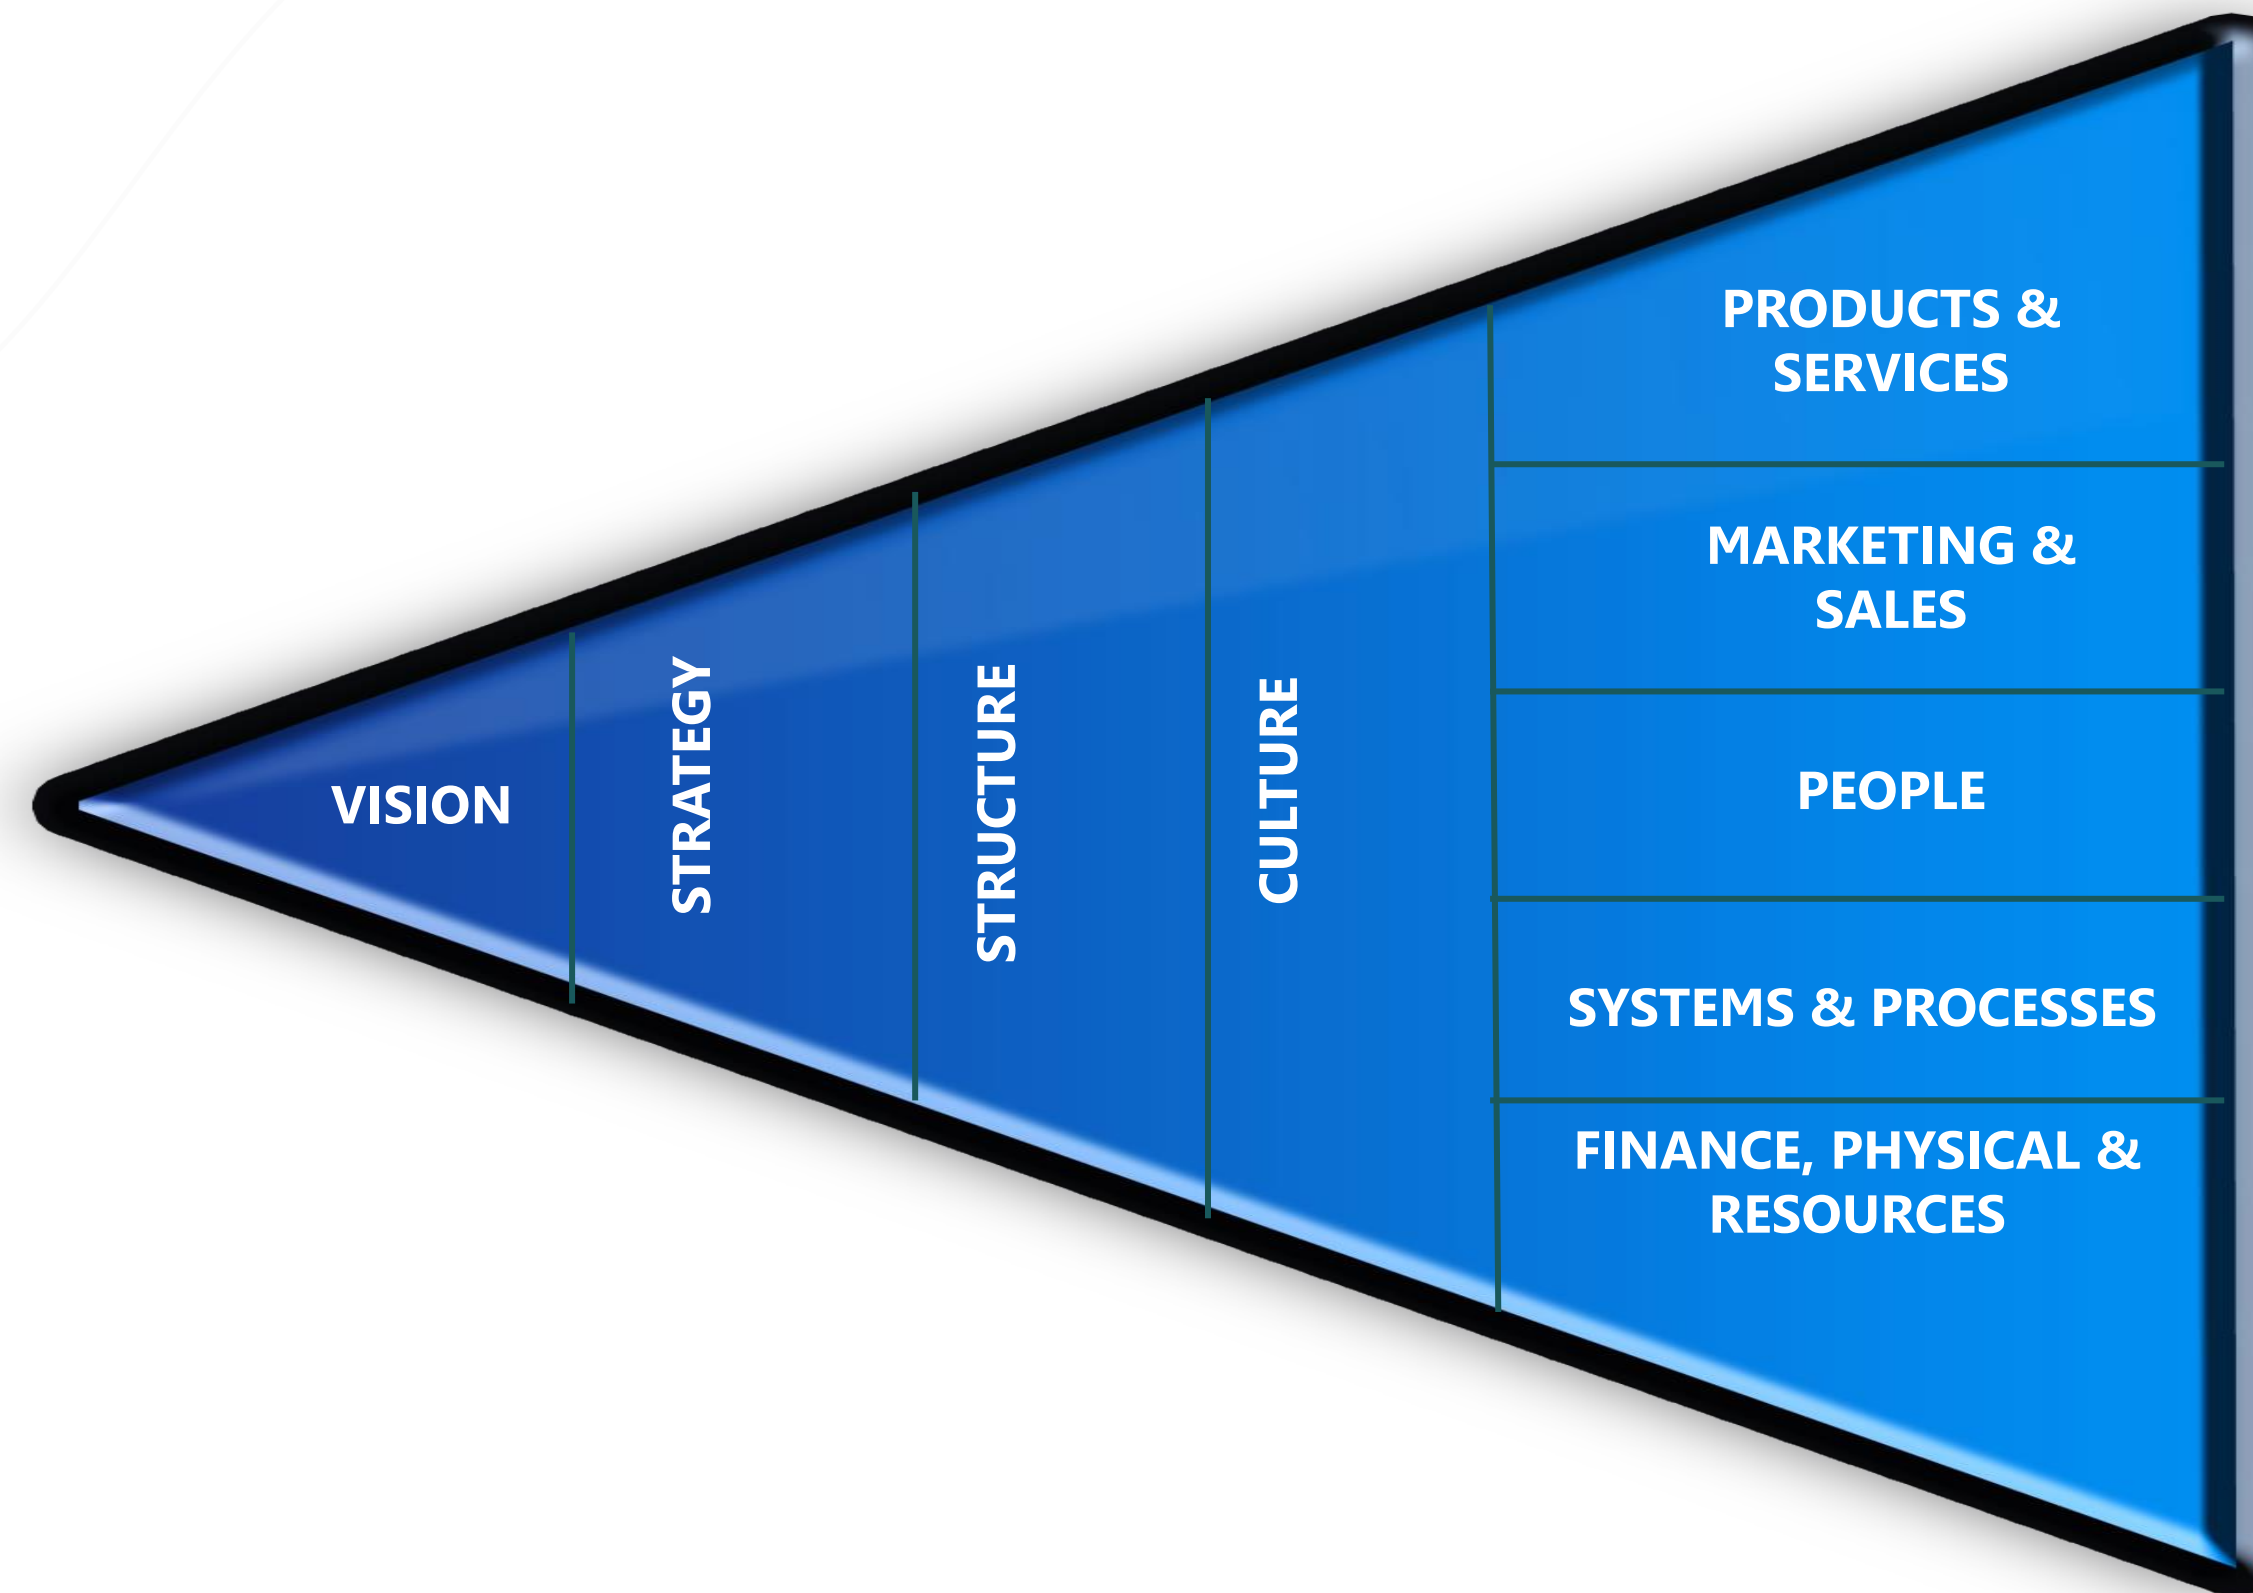 VISION
STRATEGY
STRUCTURE
CULTURE
PRODUCTS &
SERVICES
MARKETING &
SALES
PEOPLE
SYSTEMS & PROCESSES
FINANCE, PHYSICAL &
RESOURCES